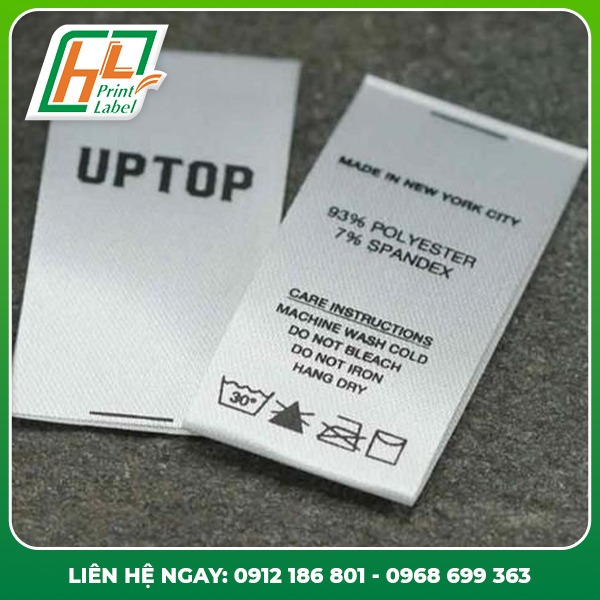 HL
Print
Label
UPTOP
MADE IN NEW YORK CITY
93% POLYESTER
7% SPANDEX
CARE INSTRUCTIONS
MACHINE WASH COLD
DO NOT BLEACH
DO NOT IRON
HANG DRY
30°
LIÊN HỆ NGAY: 0912 186 801 - 0968 699 363